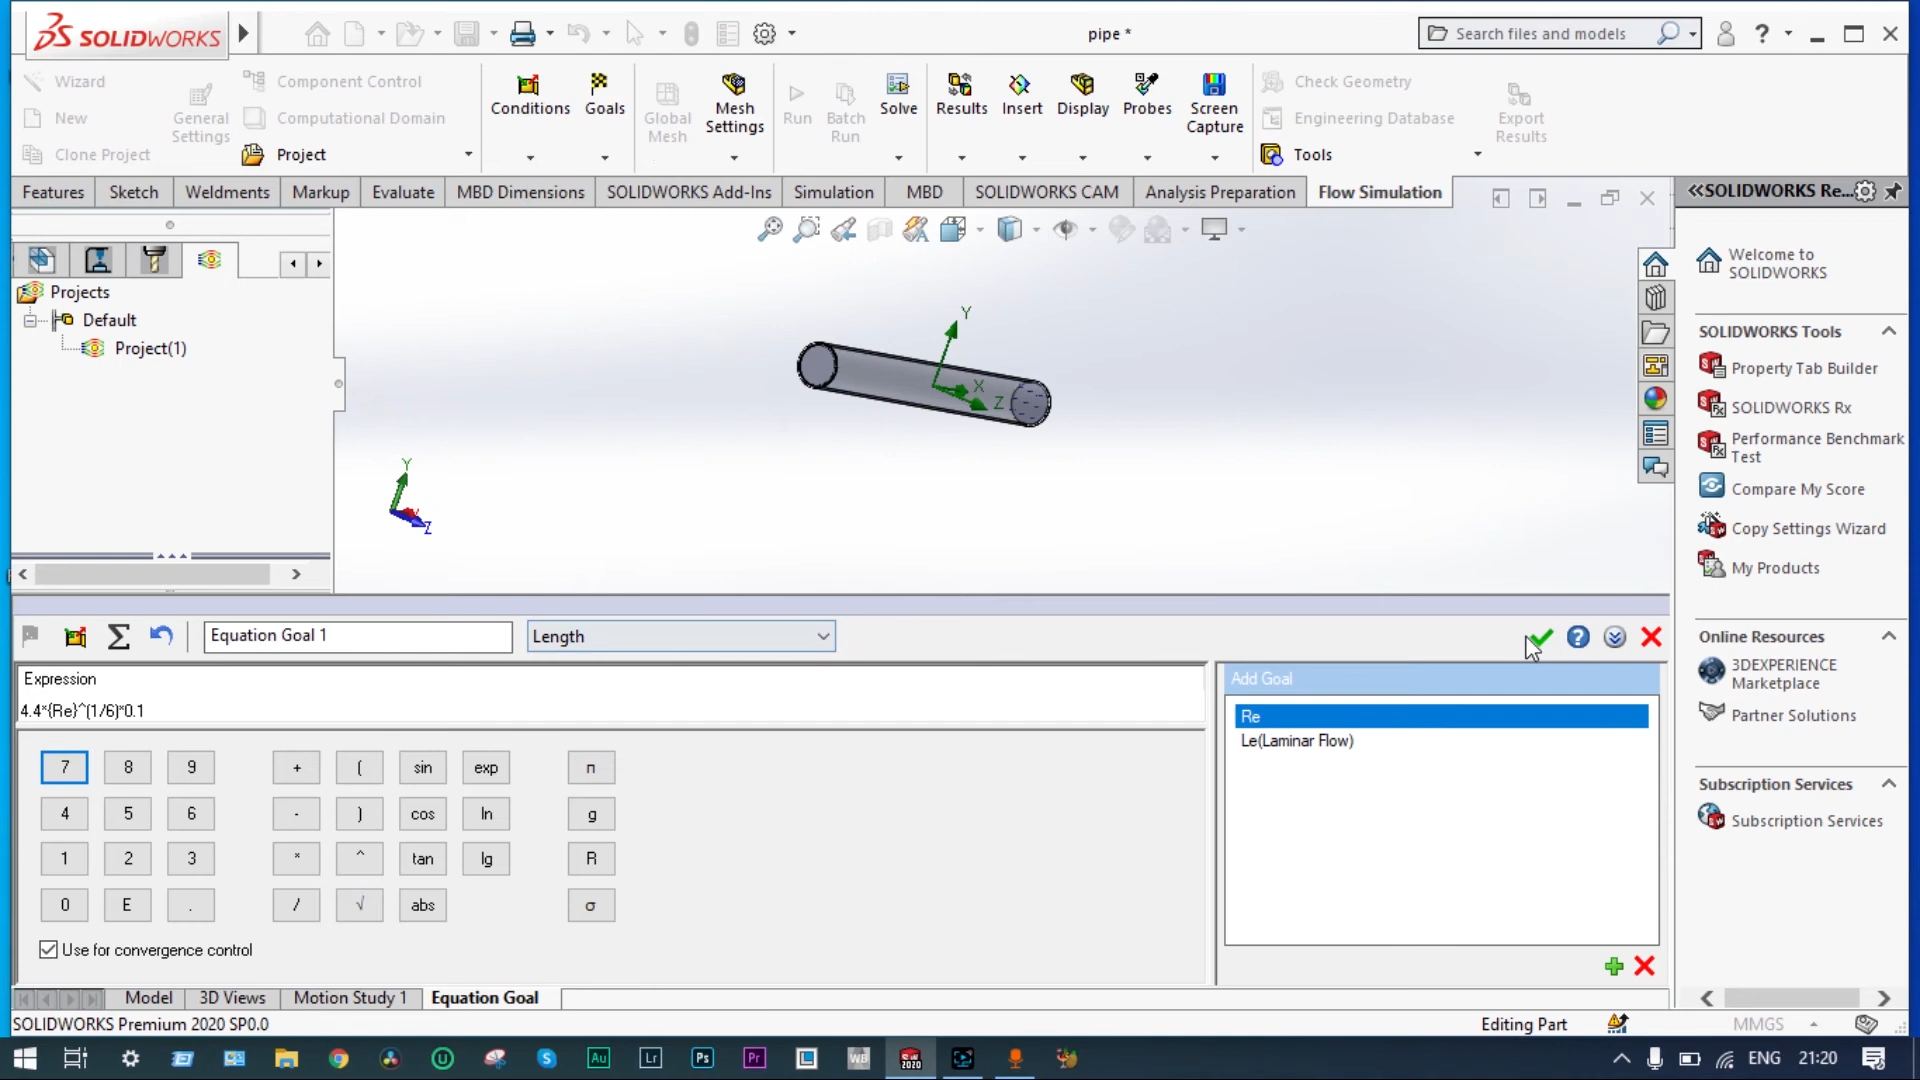 SOLIDWORKS
pipe *
Search files and models
Wizard
New
Clone Project
General Settings
Component Control
Computational Domain
Project
Conditions
Goals
Global Mesh
Mesh Settings
Run
Batch Run
Solve
Results
Insert
Display
Probes
Screen Capture
Check Geometry
Engineering Database
Tools
Export Results
Features
Sketch
Weldments
Markup
Evaluate
MBD Dimensions
SOLIDWORKS Add-Ins
Simulation
MBD
SOLIDWORKS CAM
Analysis Preparation
Flow Simulation
SOLIDWORKS Re...
Projects
Default
Project(1)
Y
X
Z
Y
Z
Welcome to SOLIDWORKS
SOLIDWORKS Tools
Property Tab Builder
SOLIDWORKS Rx
Performance Benchmark Test
Compare My Score
Copy Settings Wizard
My Products
Online Resources
3DEXPERIENCE Marketplace
Partner Solutions
Subscription Services
Subscription Services
Equation Goal 1
Length
Expression
4.4*{Re}^(1/6)*0.1
Add Goal
Re
Le(Laminar Flow)
7 8 9 + ( sin exp π
4 5 6 - ) cos ln g
1 2 3 * ^ tan lg R
0 E . / √ abs σ
Use for convergence control
Model
3D Views
Motion Study 1
Equation Goal
SOLIDWORKS Premium 2020 SP0.0
Editing Part
MMGS
Au
Lr
Ps
Pr
WB
2020
ENG
21:20